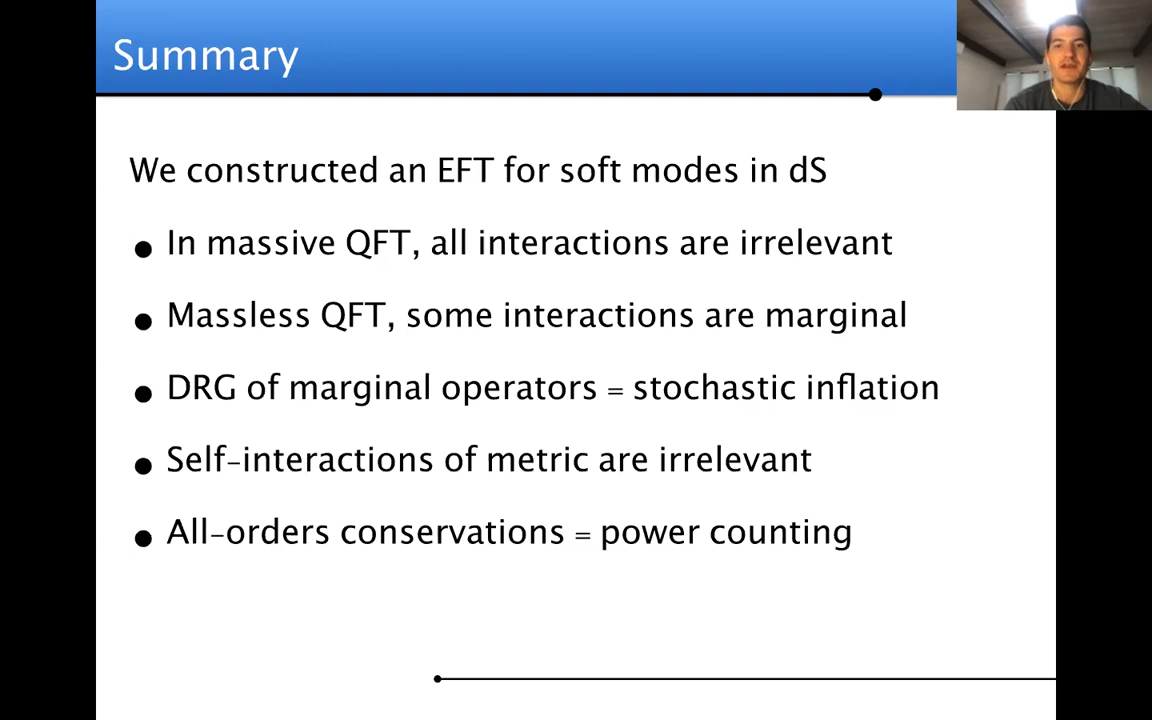 Summary
We constructed an EFT for soft modes in dS
• In massive QFT, all interactions are irrelevant
• Massless QFT, some interactions are marginal
• DRG of marginal operators = stochastic inflation
• Self-interactions of metric are irrelevant
• All-orders conservations = power counting